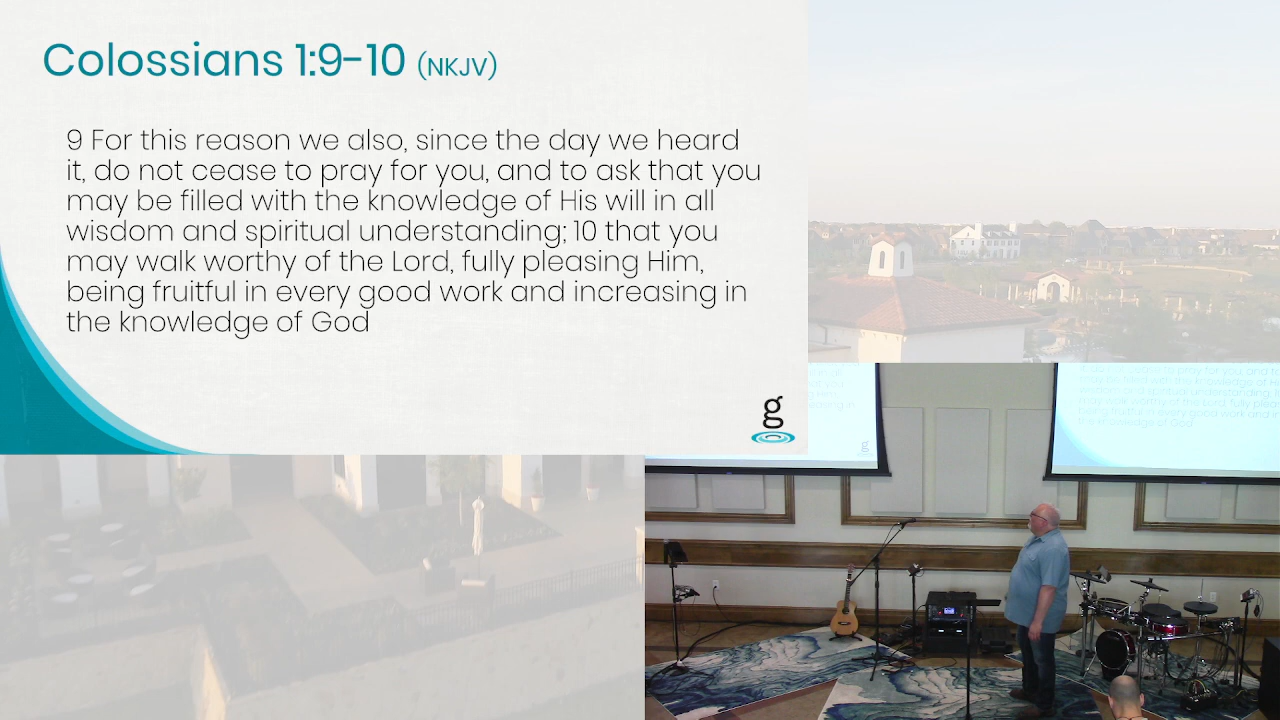 Colossians 1:9-10 (NKJV)
9 For this reason we also, since the day we heard
it, do not cease to pray for you, and to ask that you
may be filled with the knowledge of His will in all
wisdom and spiritual understanding; 10 that you
may walk worthy of the Lord, fully pleasing Him,
being fruitful in every good work and increasing in
the knowledge of God
g